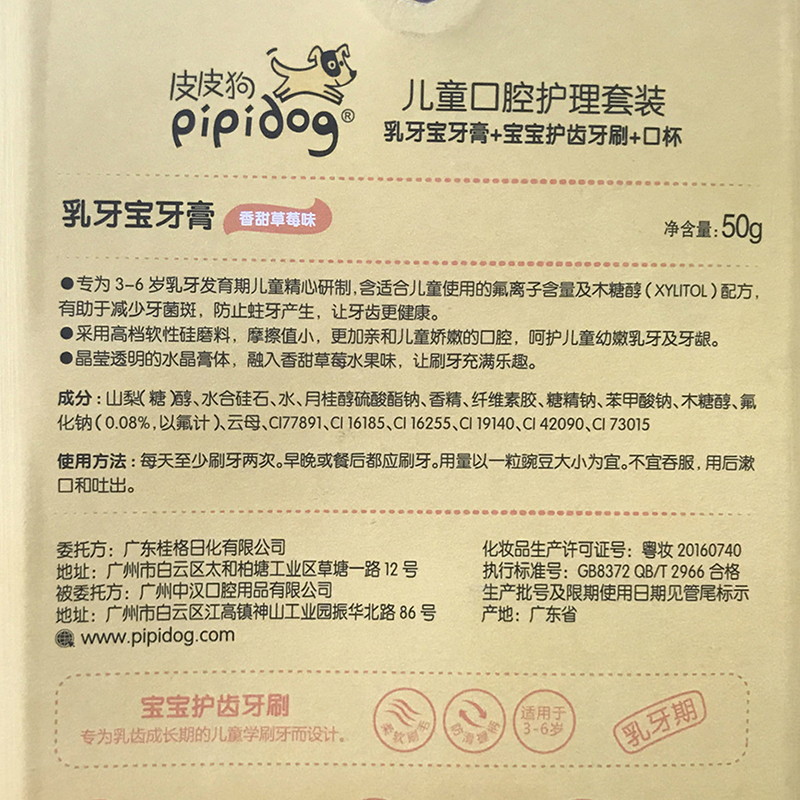 皮皮狗
pipidog®
儿童口腔护理套装
乳牙宝牙膏+宝宝护齿牙刷+口杯
乳牙宝牙膏 香甜草莓味
净含量:50g
●专为3-6岁乳牙发育期儿童精心研制,含适合儿童使用的氟离子含量及木糖醇(XYLITOL)配方,
有助于减少牙菌斑,防止蛀牙产生,让牙齿更健康。
●采用高档软性硅磨料,摩擦值小,更加亲和儿童娇嫩的口腔,呵护儿童幼嫩乳牙及牙龈。
●晶莹透明的水晶膏体,融入香甜草莓水果味,让刷牙充满乐趣。
成分:山梨(糖)醇、水合硅石、水、月桂醇硫酸酯钠、香精、纤维素胶、糖精钠、苯甲酸钠、木糖醇、氟
化钠(0.08%,以氟计)、云母、CI77891、CI 16185、CI 16255、CI 19140、CI 42090、CI 73015
使用方法:每天至少刷牙两次。早晚或餐后都应刷牙。用量以一粒豌豆大小为宜。不宜吞服,用后漱
口和吐出。
委托方:广东桂格日化有限公司
地址:广州市白云区太和柏塘工业区草塘一路12号
被委托方:广州中汉口腔用品有限公司
地址:广州市白云区江高镇神山工业园振华北路86号
www.pipidog.com
化妆品生产许可证号:粤妆20160740
执行标准号:GB8372 QB/T 2966 合格
生产批号及限期使用日期见管尾标示
产地:广东省
宝宝护齿牙刷
专为乳齿成长期的儿童学刷牙而设计。
柔软刷毛
防滑握柄
适用于
3-6岁
乳牙期